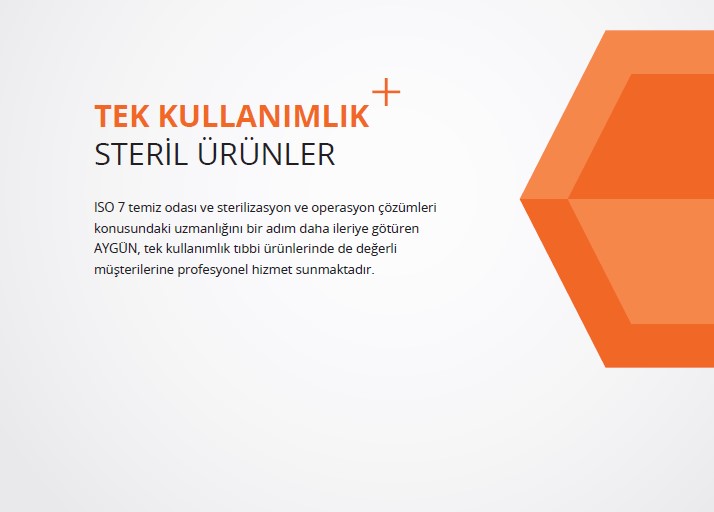 TEK KULLANIMLIK+
STERİL ÜRÜNLER
ISO 7 temiz odası ve sterilizasyon ve operasyon çözümleri
konusundaki uzmanlığını bir adım daha ileriye götüren
AYGÜN, tek kullanımlık tıbbi ürünlerinde de değerli
müşterilerine profesyonel hizmet sunmaktadır.